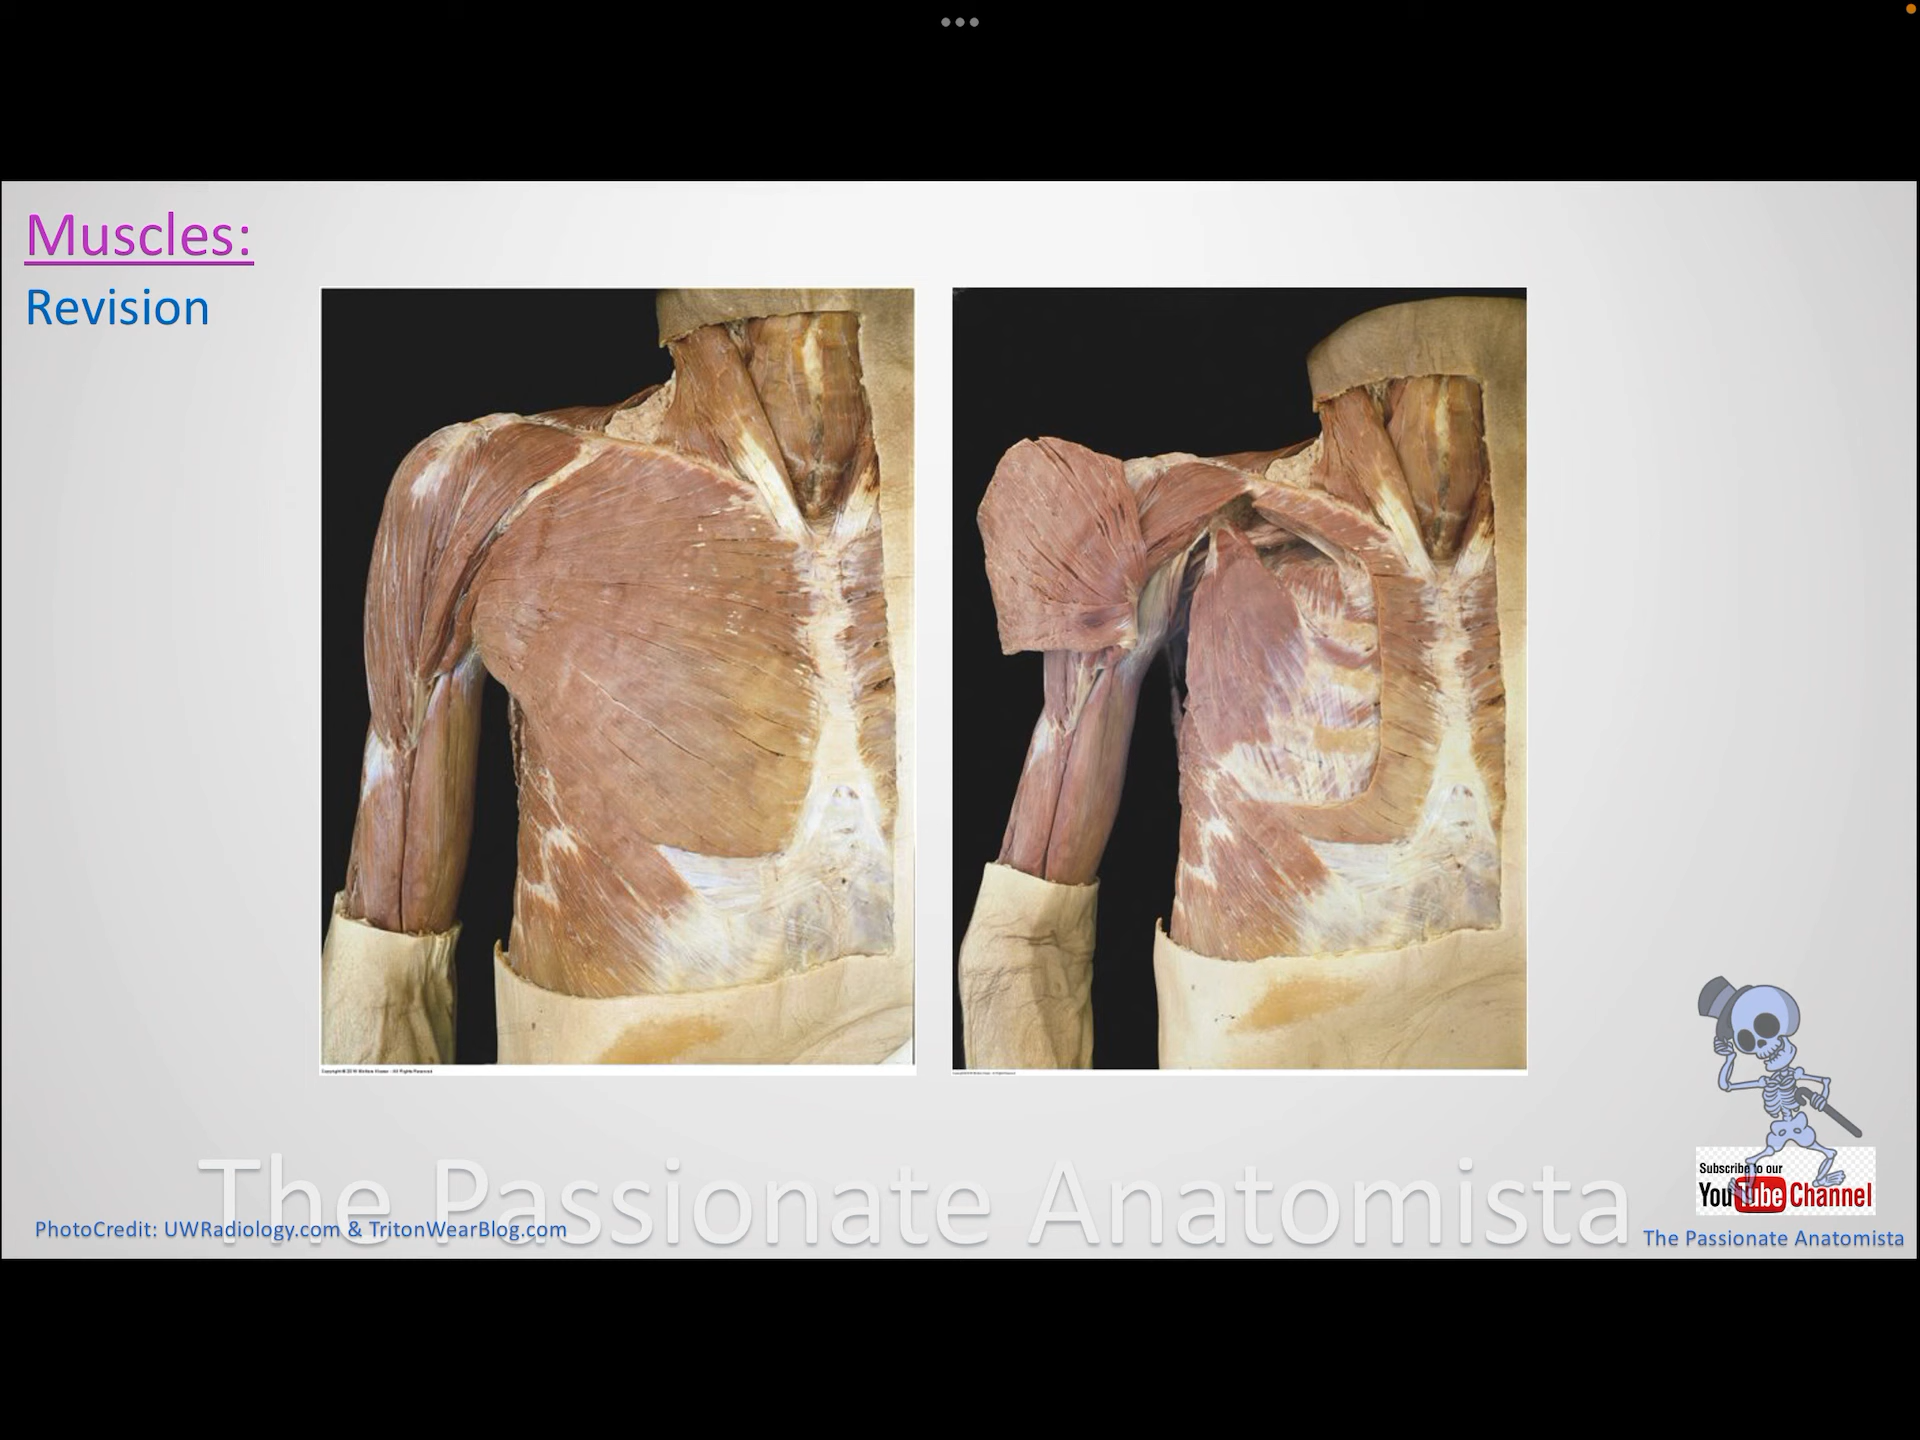 Muscles:
Revision
The Passionate Anatomista
PhotoCredit: UWRadiology.com & TritonWearBlog.com
Subscribe to our
YouTube Channel
The Passionate Anatomista